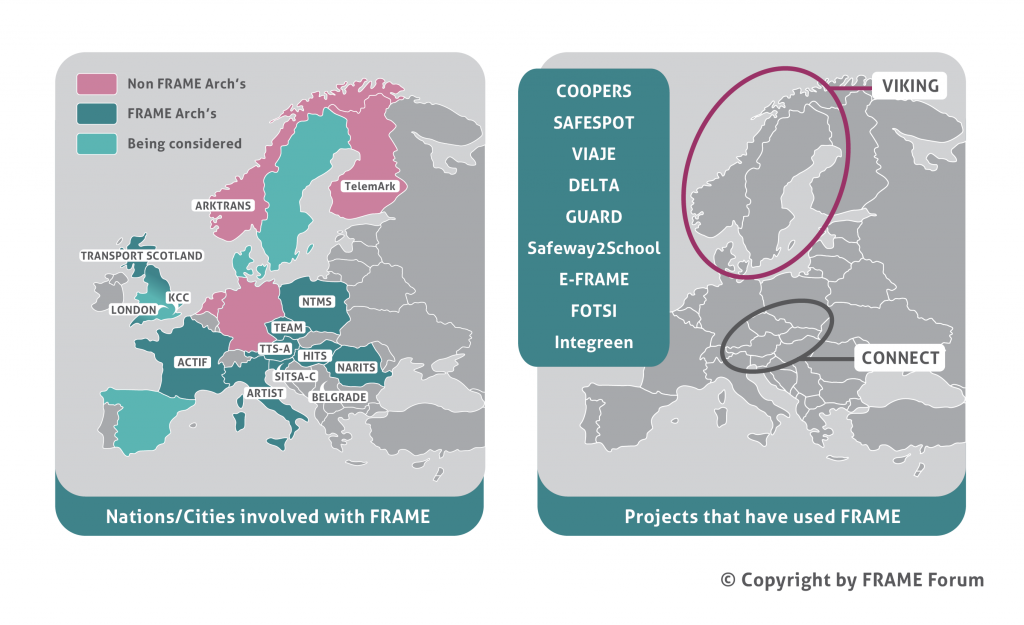 Non FRAME Arch's
FRAME Arch's
Being considered
TelemArk
ARKTRANS
TRANSPORT SCOTLAND
KCC
LONDON
NTMS
TEAM
TTS-A
HITS
ACTIF
NARITS
SITSA-C
ARTIST
BELGRADE
Nations/Cities involved with FRAME
COOPERS
SAFESPOT
VIAJE
DELTA
GUARD
Safeway2School
E-FRAME
FOTSI
Integreen
VIKING
CONNECT
Projects that have used FRAME
© Copyright by FRAME Forum